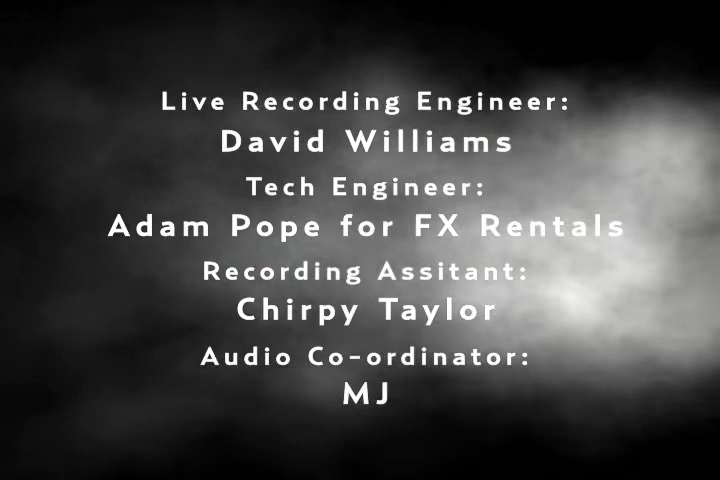 Live Recording Engineer:
David Williams
Tech Engineer:
Adam Pope for FX Rentals
Recording Assitant:
Chirpy Taylor
Audio Co-ordinator:
MJ